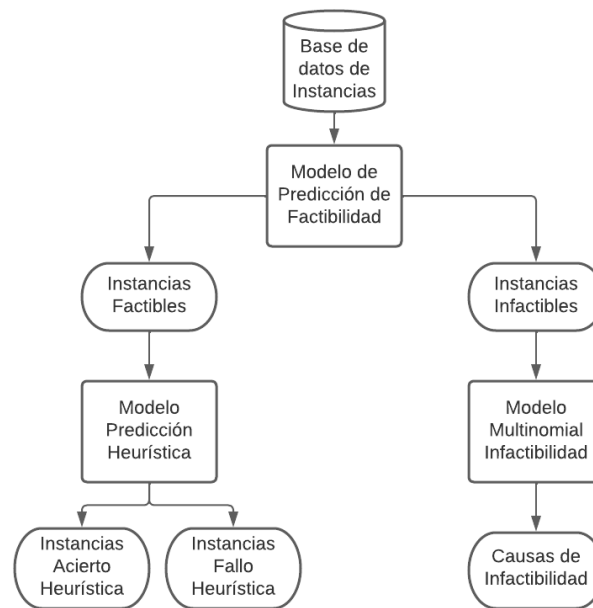 Base de
datos de
Instancias
Modelo de
Predicción de
Factibilidad
Instancias
Factibles
Instancias
Infactibles
Modelo
Predicción
Heurística
Modelo
Multinomial
Infactibilidad
Instancias
Acierto
Heurística
Instancias
Fallo
Heurística
Causas de
Infactibilidad